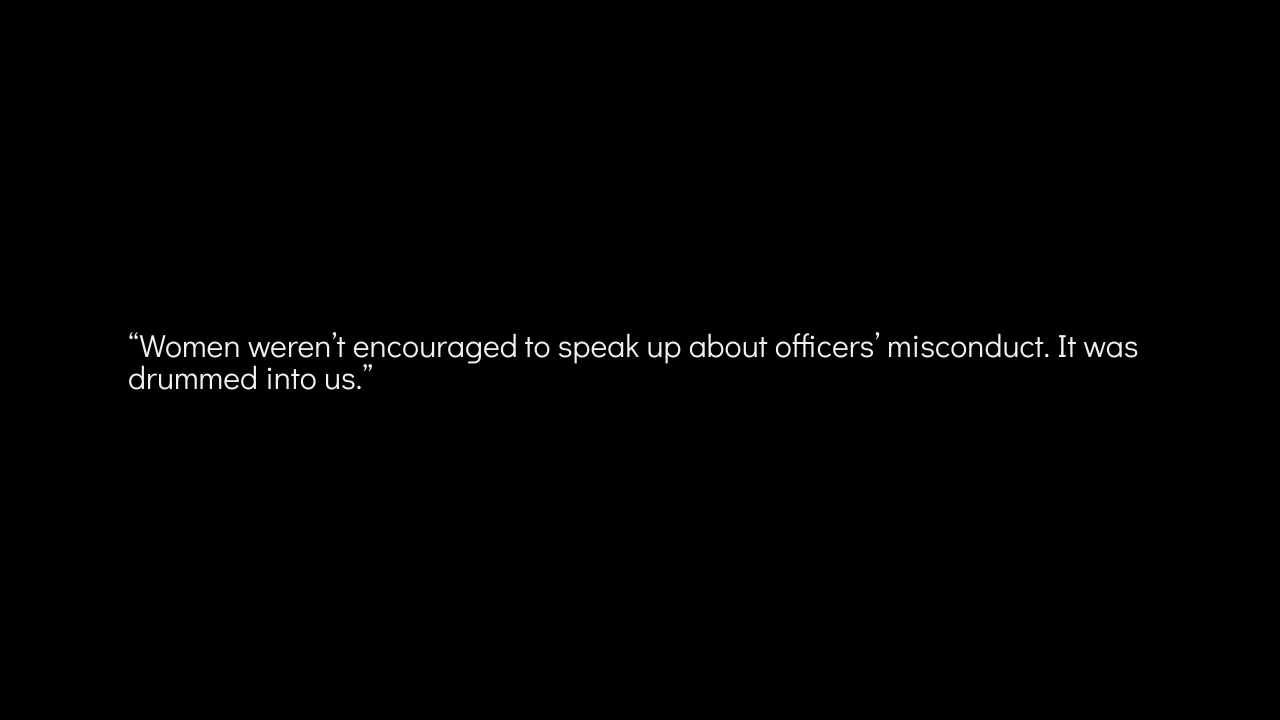 “Women weren’t encouraged to speak up about officers’ misconduct. It was
drummed into us.”